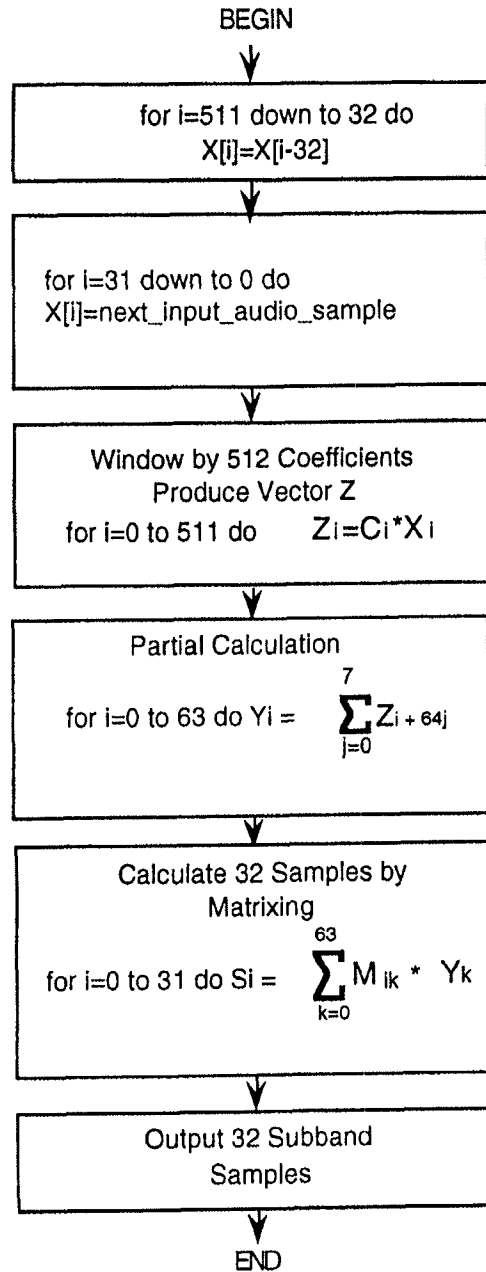 BEGIN
for i=511 down to 32 do
X[i]=X[i-32]
for i=31 down to 0 do
X[i]=next_input_audio_sample
Window by 512 Coefficients
Produce Vector Z
for i=0 to 511 do Zi=Ci*Xi
Partial Calculation
7
for i=0 to 63 do Yi = ∑ Zi + 64j
j=0
Calculate 32 Samples by
Matrixing
63
for i=0 to 31 do Si = ∑ M ik * Yk
k=0
Output 32 Subband
Samples
END